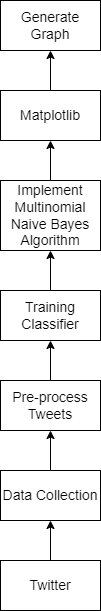 Generate
Graph
Matplotlib
Implement
Multinomial
Naive Bayes
Algorithm
Training
Classifier
Pre-process
Tweets
Data Collection
Twitter